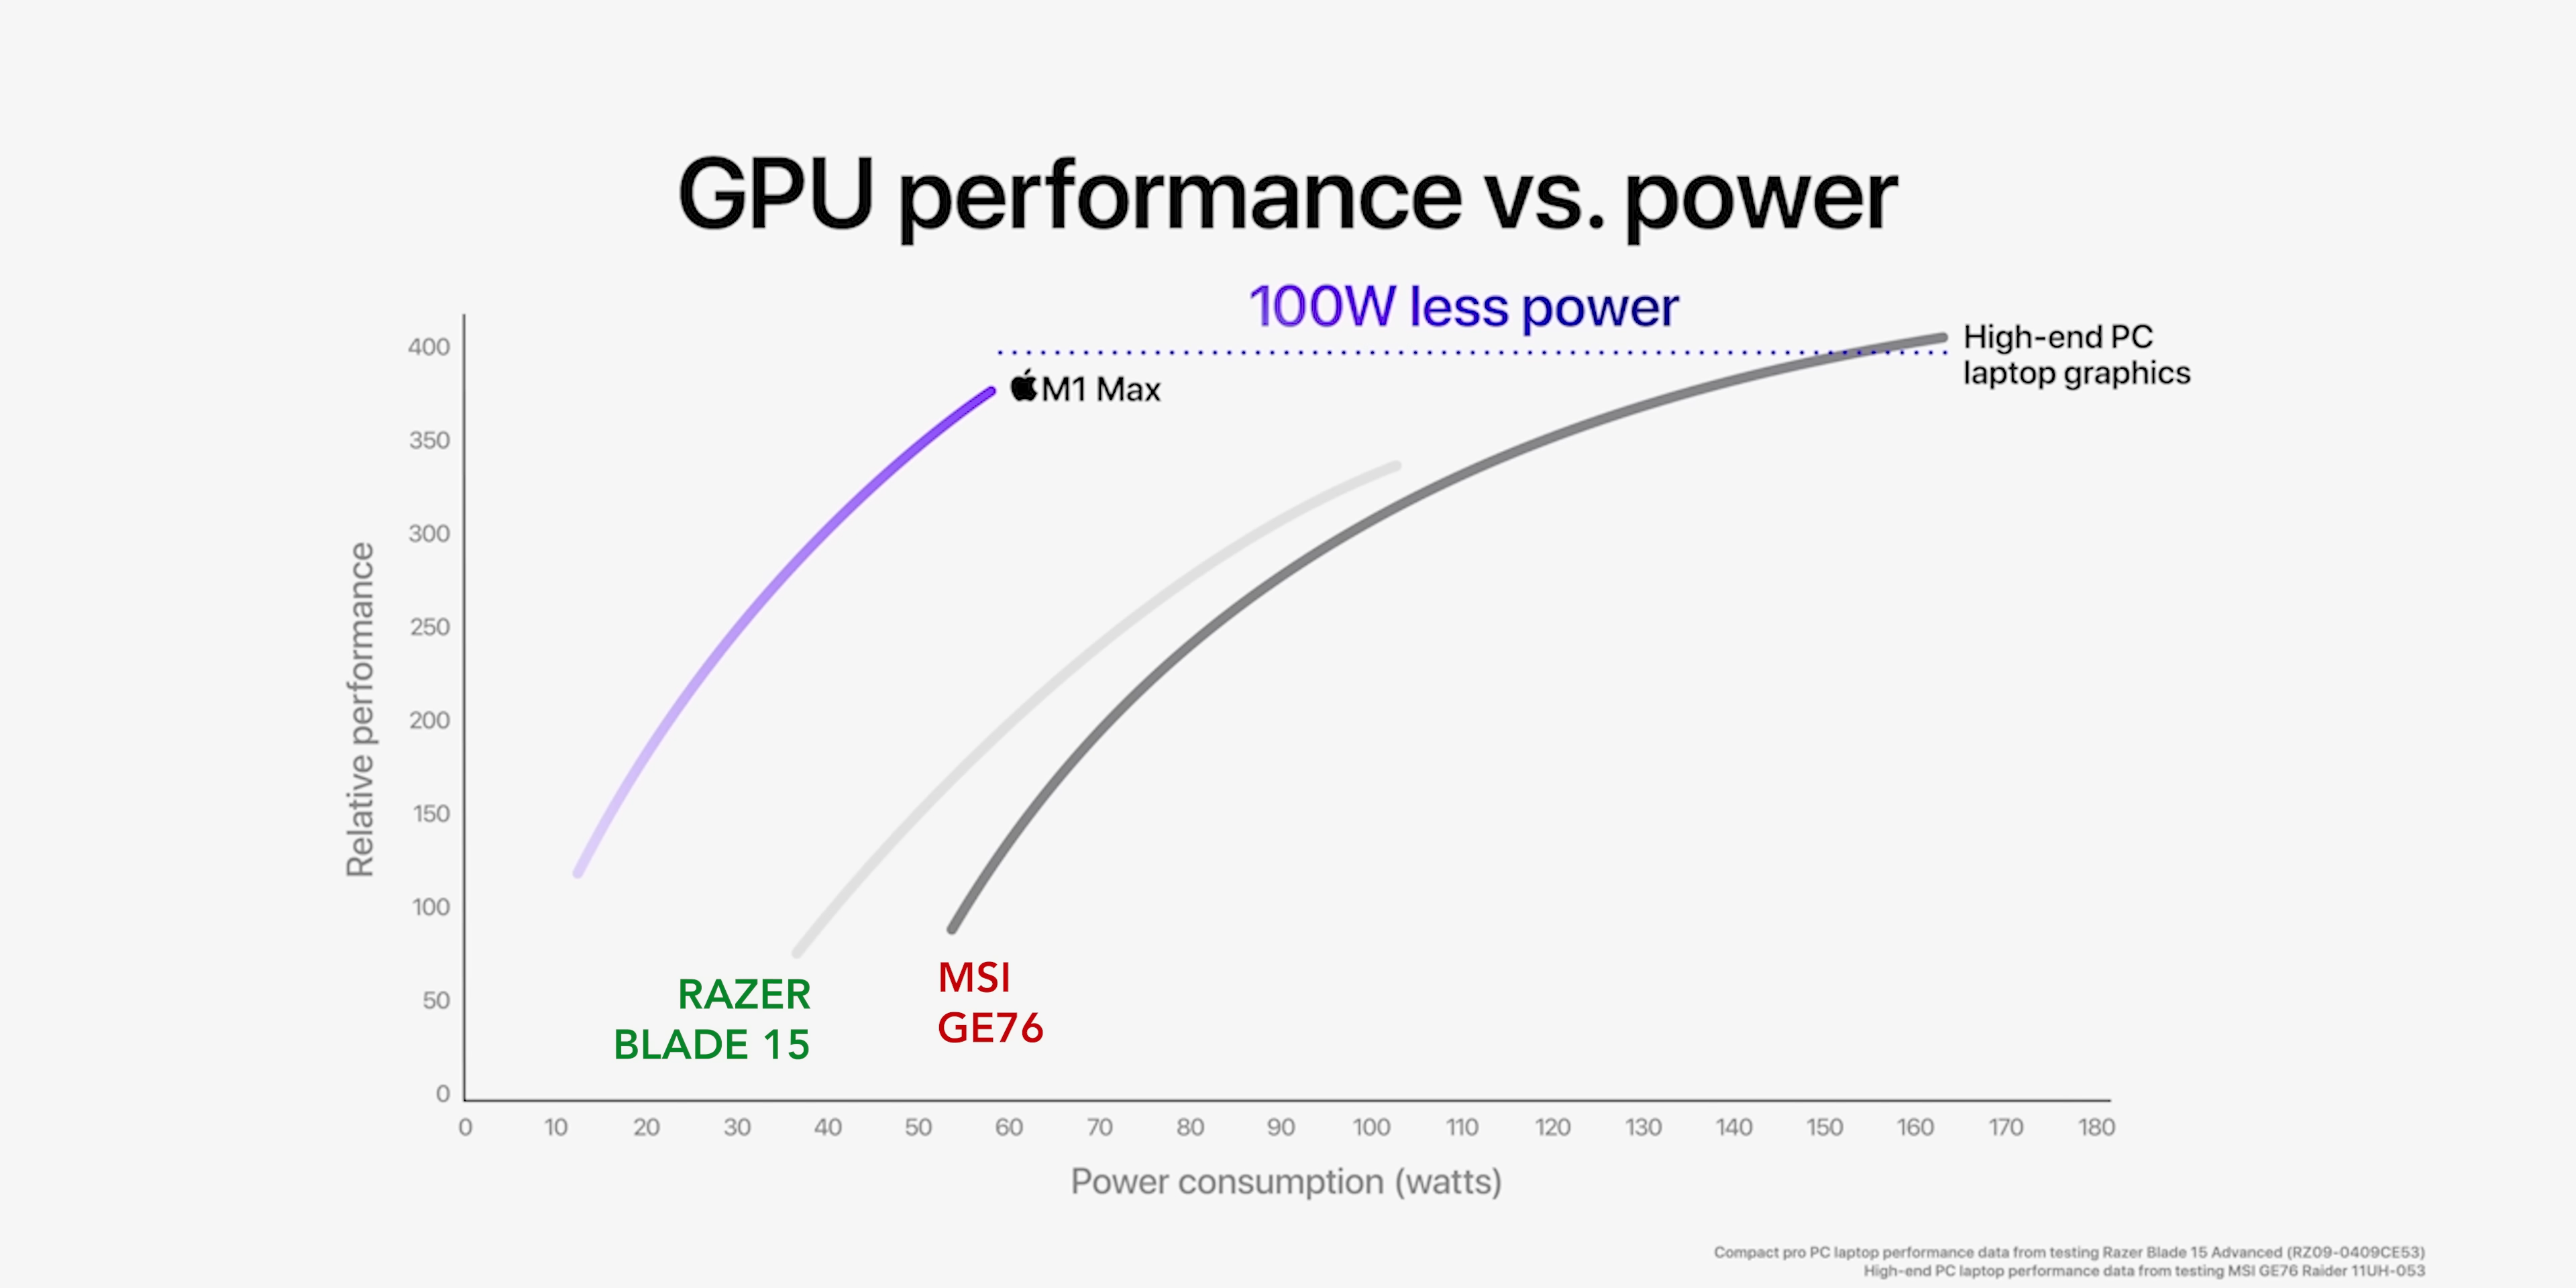 GPU performance vs. power
100W less power
High-end PC
laptop graphics
M1 Max
400
350
300
250
200
150
100
50
0
Relative performance
RAZER
BLADE 15
MSI
GE76
0 10 20 30 40 50 60 70 80 90 100 110 120 130 140 150 160 170 180
Power consumption (watts)
Compact pro PC laptop performance data from testing Razer Blade 15 Advanced (RZ09-0409CE53)
High-end PC laptop performance data from testing MSI GE76 Raider 11UH-053